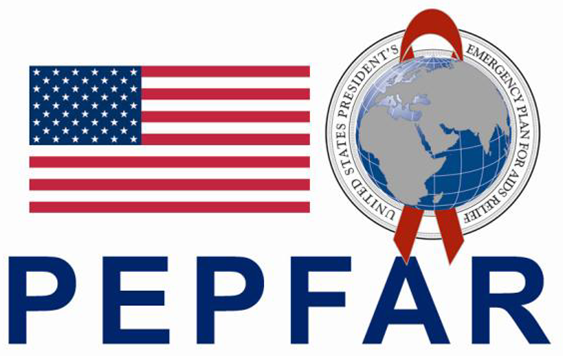 UNITED STATES PRESIDENT'S
EMERGENCY PLAN FOR AIDS RELIEF
PEPFAR